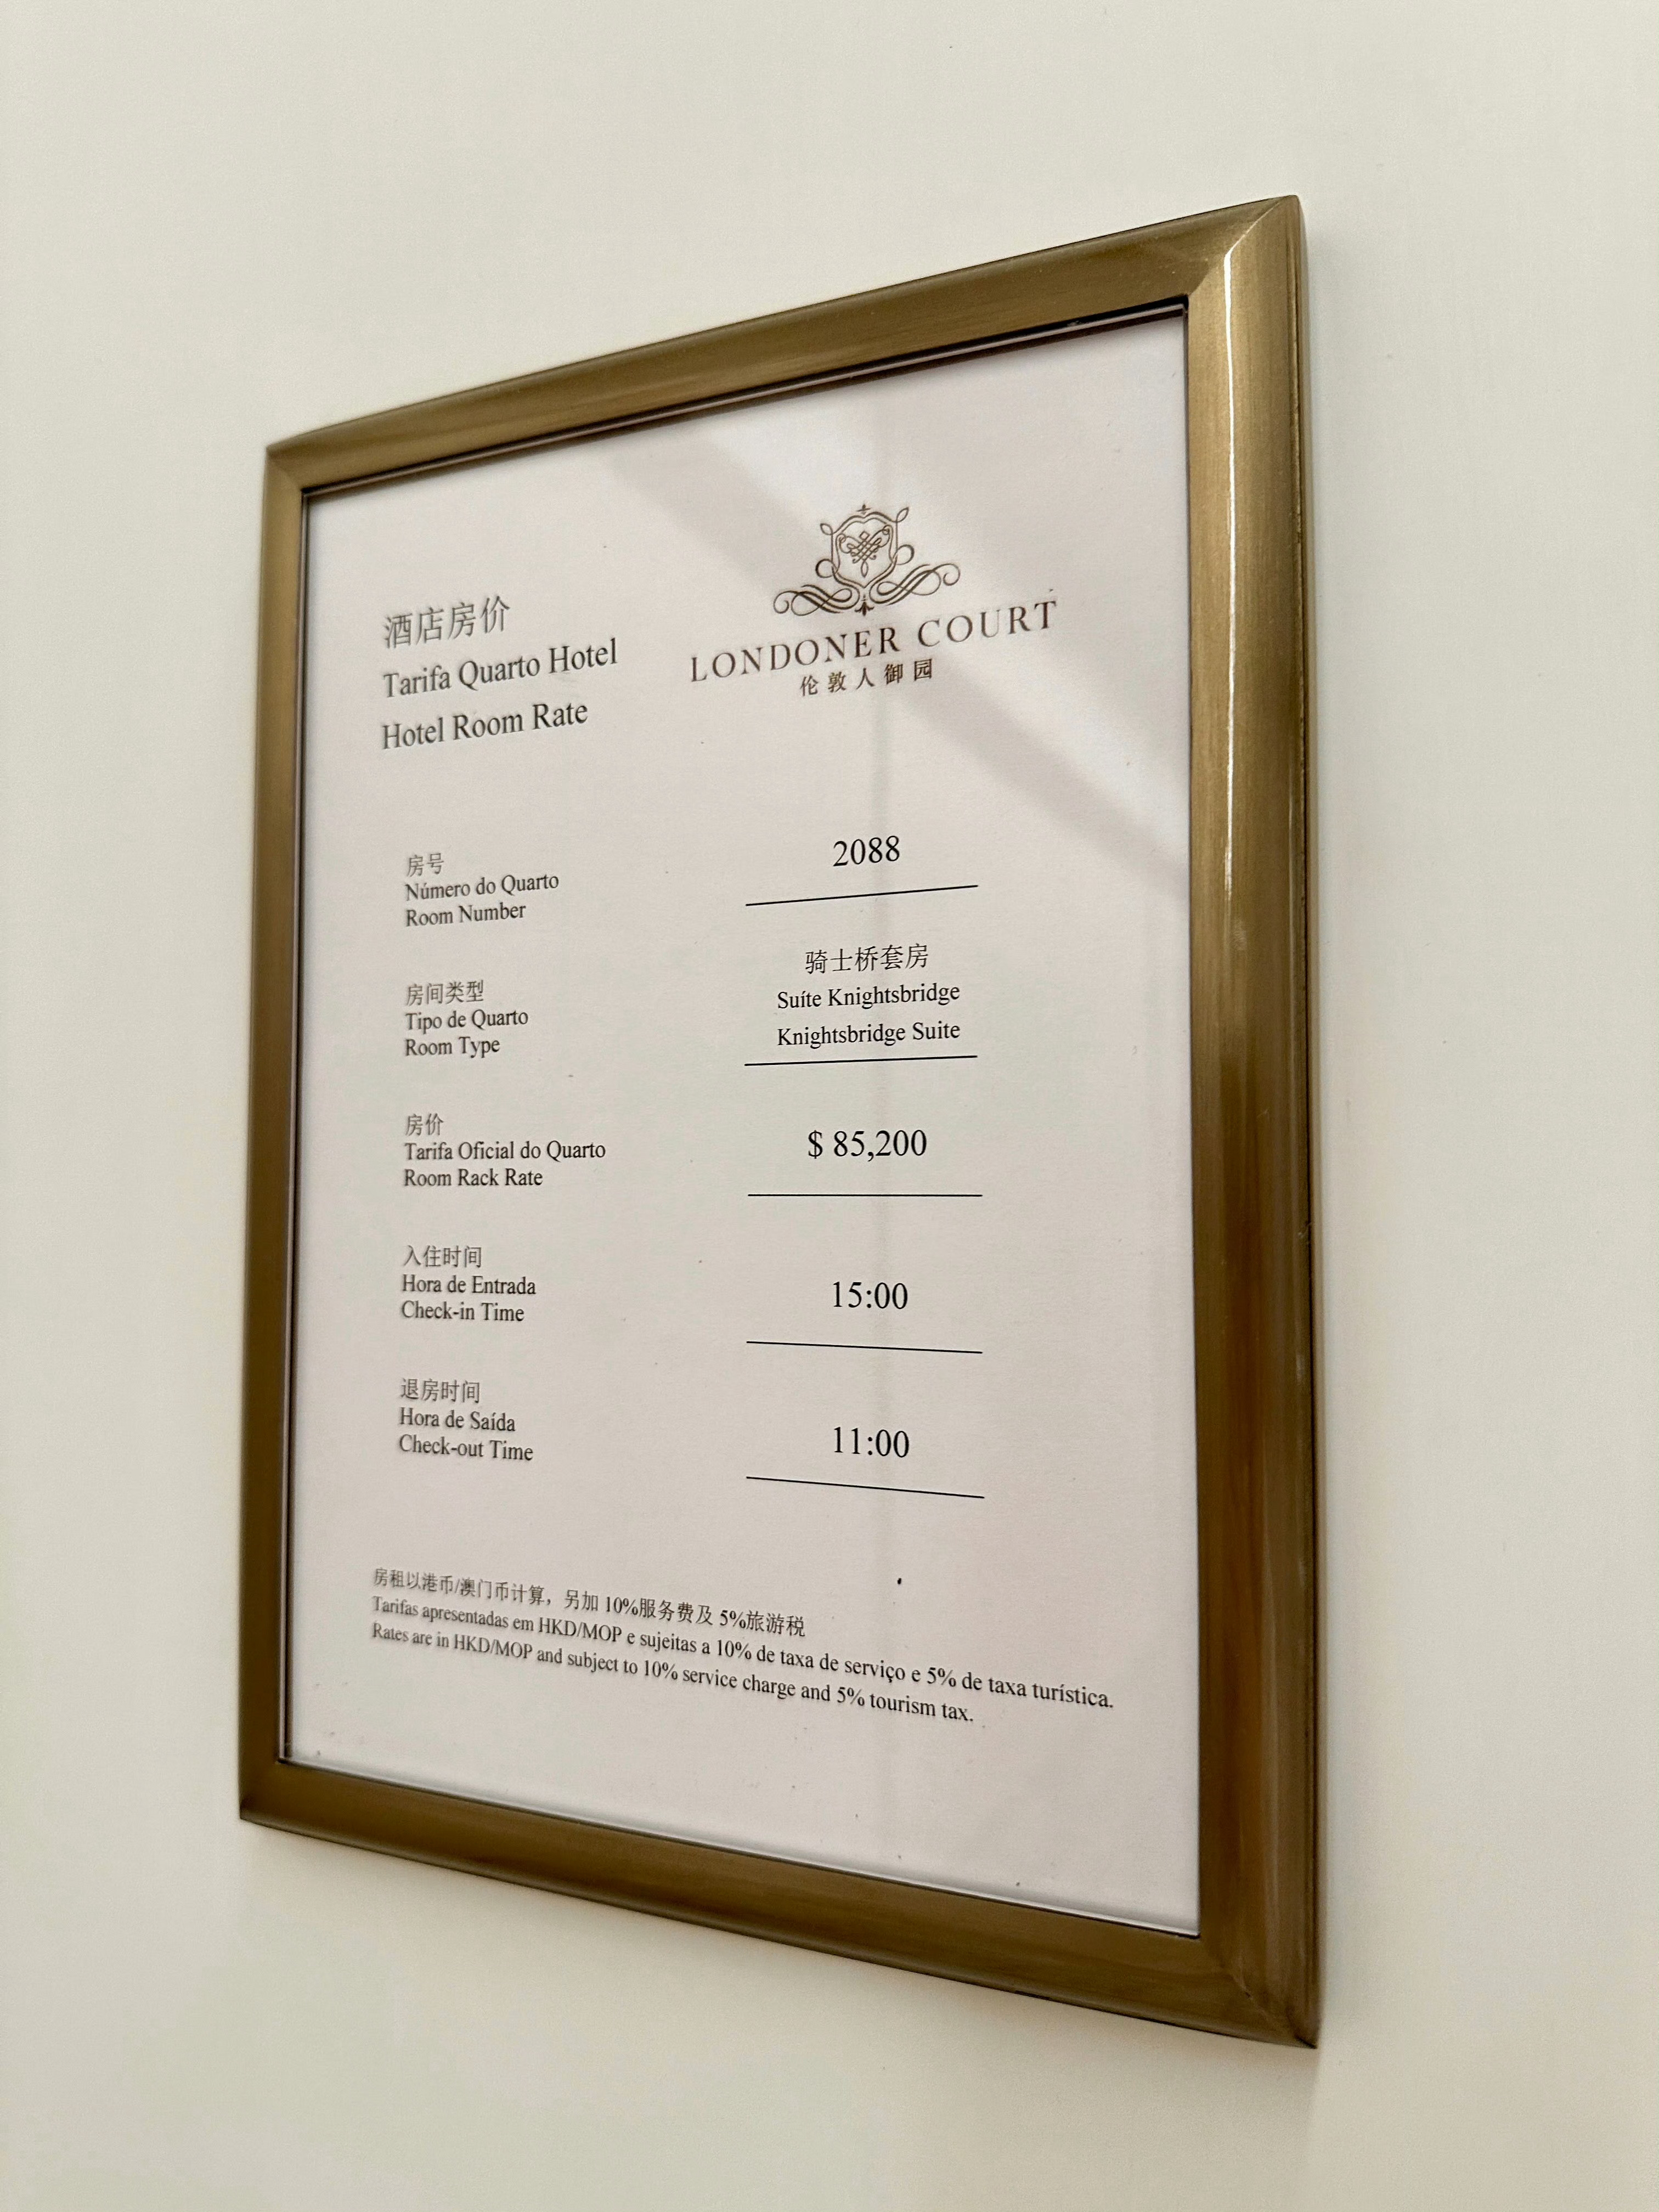 酒店房价
Tarifa Quarto Hotel
Hotel Room Rate
LONDONER COURT
伦敦人御园
房号
Número do Quarto
Room Number
2088
房间类型
Tipo de Quarto
Room Type
骑士桥套房
Suíte Knightsbridge
Knightsbridge Suite
房价
Tarifa Oficial do Quarto
Room Rack Rate
$ 85,200
入住时间
Hora de Entrada
Check-in Time
15:00
退房时间
Hora de Saída
Check-out Time
11:00
房租以港币/澳门币计算，另加 10%服务费及 5%旅游税
Tarifas apresentadas em HKD/MOP e sujeitas a 10% de taxa de serviço e 5% de taxa turística.
Rates are in HKD/MOP and subject to 10% service charge and 5% tourism tax.